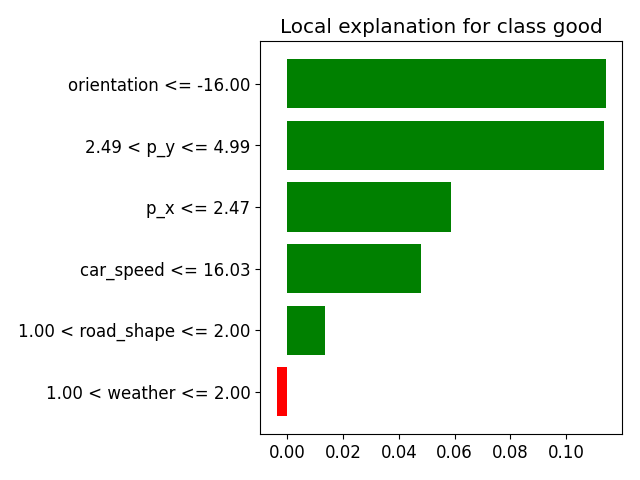 Local explanation for class good
orientation <= -16.00
2.49 < p_y <= 4.99
p_x <= 2.47
car_speed <= 16.03
1.00 < road_shape <= 2.00
1.00 < weather <= 2.00
0.00 0.02 0.04 0.06 0.08 0.10